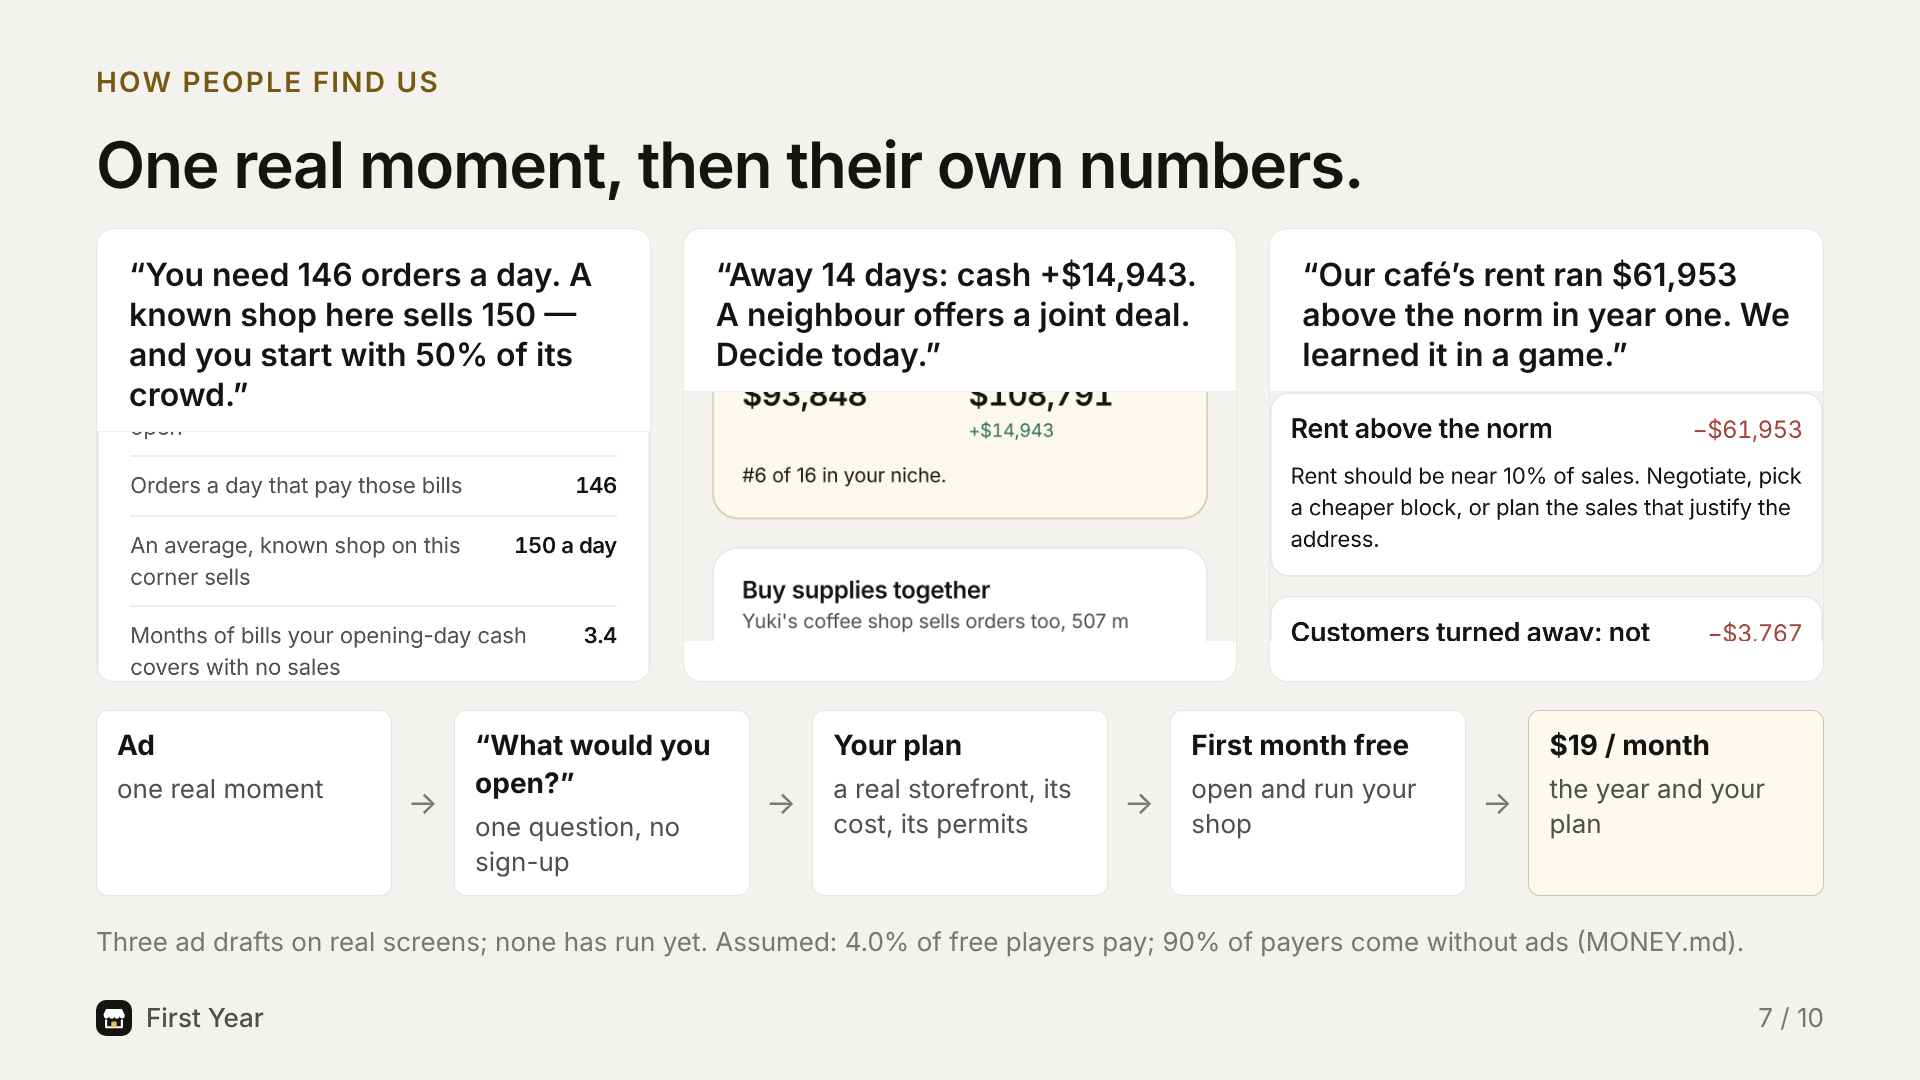 HOW PEOPLE FIND US
One real moment, then their own numbers.
“You need 146 orders a day. A
known shop here sells 150 —
and you start with 50% of its
crowd.”
open
Orders a day that pay those bills 146
An average, known shop on this 150 a day
corner sells
Months of bills your opening-day cash 3.4
covers with no sales
“Away 14 days: cash +$14,943.
A neighbour offers a joint deal.
Decide today.”
$93,848 $108,791
+$14,943
#6 of 16 in your niche.
Buy supplies together
Yuki's coffee shop sells orders too, 507 m
“Our café’s rent ran $61,953
above the norm in year one. We
learned it in a game.”
Rent above the norm −$61,953
Rent should be near 10% of sales. Negotiate, pick
a cheaper block, or plan the sales that justify the
address.
Customers turned away: not −$3,767
Ad
one real moment
→
“What would you
open?”
one question, no
sign-up
→
Your plan
a real storefront, its
cost, its permits
→
First month free
open and run your
shop
→
$19 / month
the year and your
plan
Three ad drafts on real screens; none has run yet. Assumed: 4.0% of free players pay; 90% of payers come without ads (MONEY.md).
First Year
7 / 10